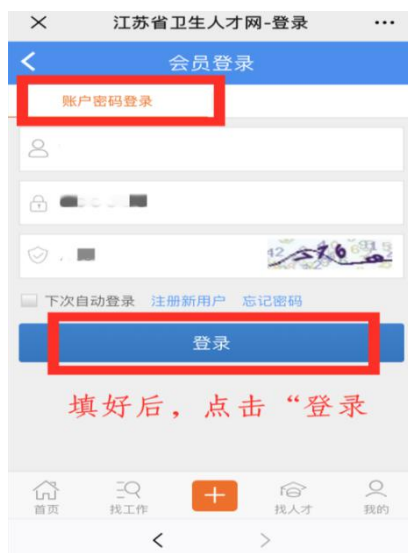 江苏省卫生人才网-登录
会员登录
账户密码登录
下次自动登录 注册新用户 忘记密码
登录
填好后，点击“登录
首页 找工作 找人才 我的